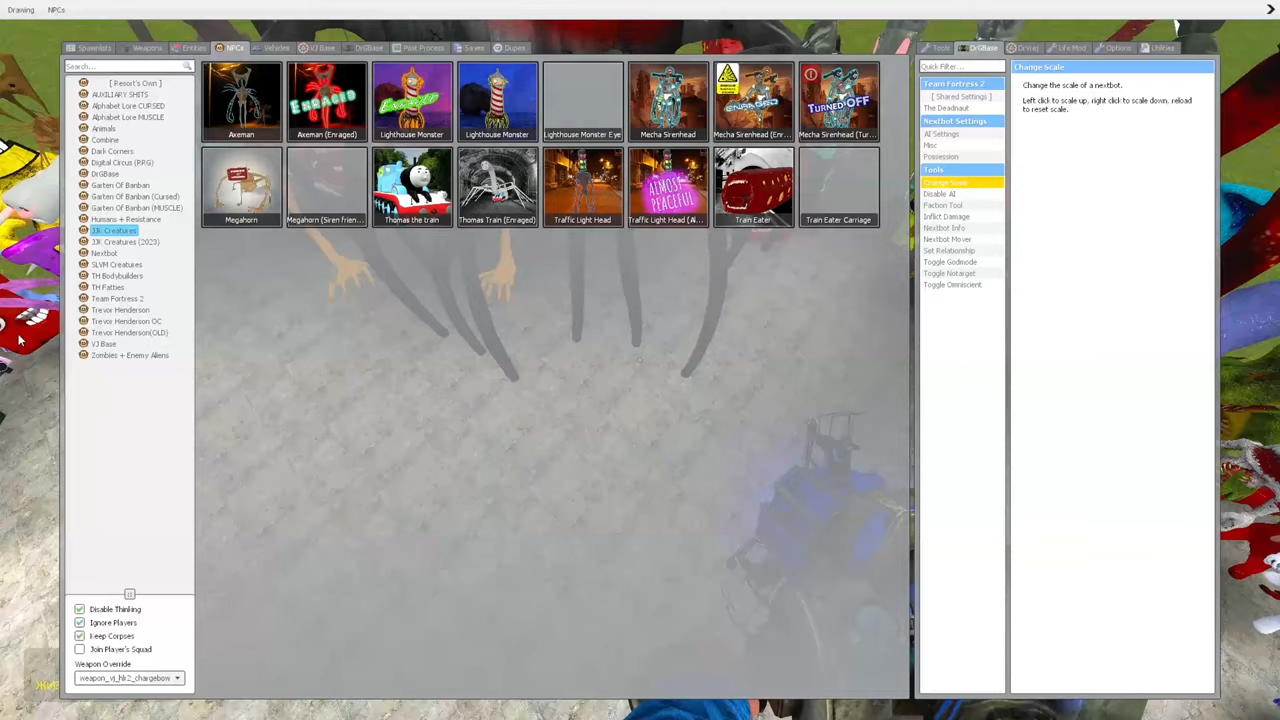 Drawing NPCs
Spawnlists Weapons Entities NPCs Vehicles VJ Base DrGBase Post Process Saves Dupes
Tools DrGBase Drive) Life Mod Options Utilities
Search...
[ Resort's Own ]
AUXILIARY SHITS
Alphabet Lore CURSED
Alphabet Lore MUSCLE
Animals
Combine
Dark Corners
Digital Circus (P.P.G)
DrGBase
Garten Of Banban
Garten Of Banban (Cursed)
Garten Of Banban (MUSCLE)
Humans + Resistance
JJK Creatures
JJK Creatures (2023)
Nextbot
SLVM Creatures
TH Bodybuilders
TH Fatties
Team Fortress 2
Trevor Henderson
Trevor Henderson OC
Trevor Henderson(OLD)
VJ Base
Zombies + Enemy Aliens
Disable Thinking
Ignore Players
Keep Corpses
Join Player's Squad
Weapon Override
weapon_vj_hlr2_chargebow
ENRAGED
Enraged
ENRAGED
TURNED OFF
Axeman
Axeman (Enraged)
Lighthouse Monster
Lighthouse Monster
Lighthouse Monster Eye
Mecha Sirenhead
Mecha Sirenhead (Enr...
Mecha Sirenhead (Tur...
ALMOST PEACEFUL
Megahorn
Megahorn (Siren frien...
Thomas the train
Thomas Train (Enraged)
Traffic Light Head
Traffic Light Head (Al...
Train Eater
Train Eater Carriage
Quick Filter...
Team Fortress 2
[ Shared Settings ]
The Deadnaut
Nextbot Settings
AI Settings
Misc
Possession
Tools
Change Scale
Disable AI
Faction Tool
Inflict Damage
Nextbot Info
Nextbot Mover
Set Relationship
Toggle Godmode
Toggle Notarget
Toggle Omniscient
Change Scale
Change the scale of a nextbot.
Left click to scale up, right click to scale down, reload
to reset scale.